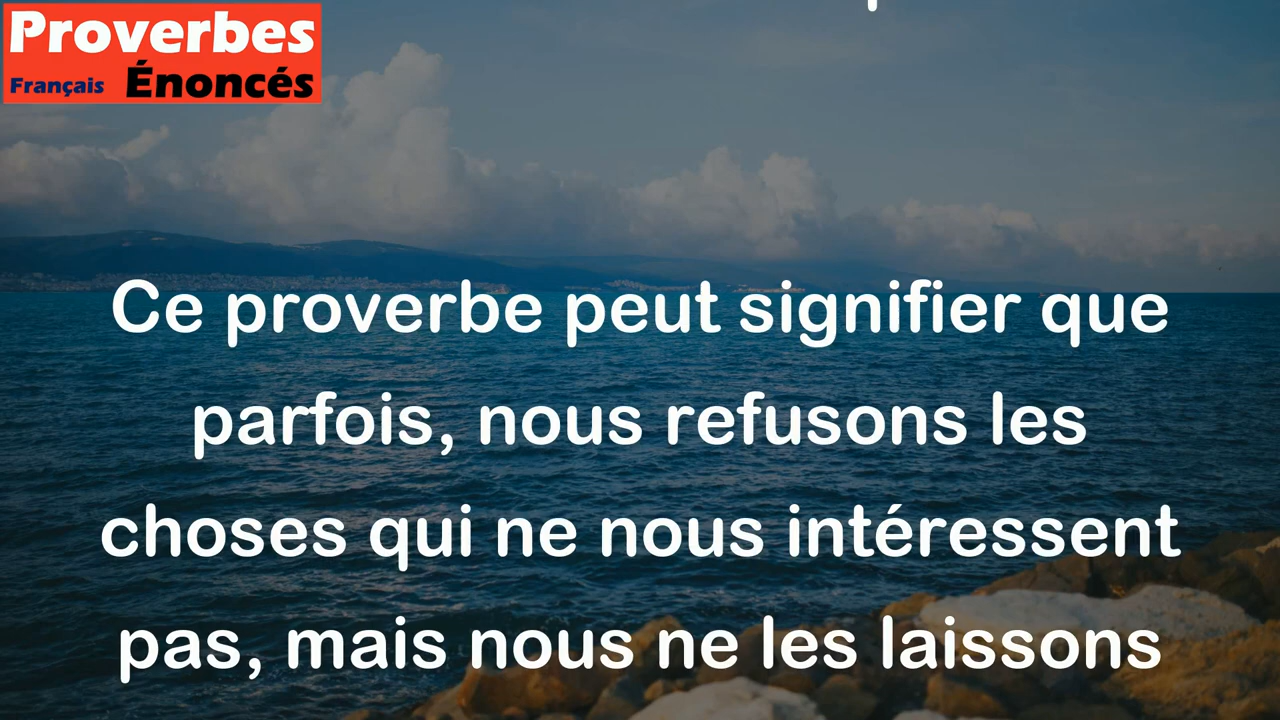 Proverbes
Français Énoncés
Ce proverbe peut signifier que
parfois, nous refusons les
choses qui ne nous intéressent
pas, mais nous ne les laissons